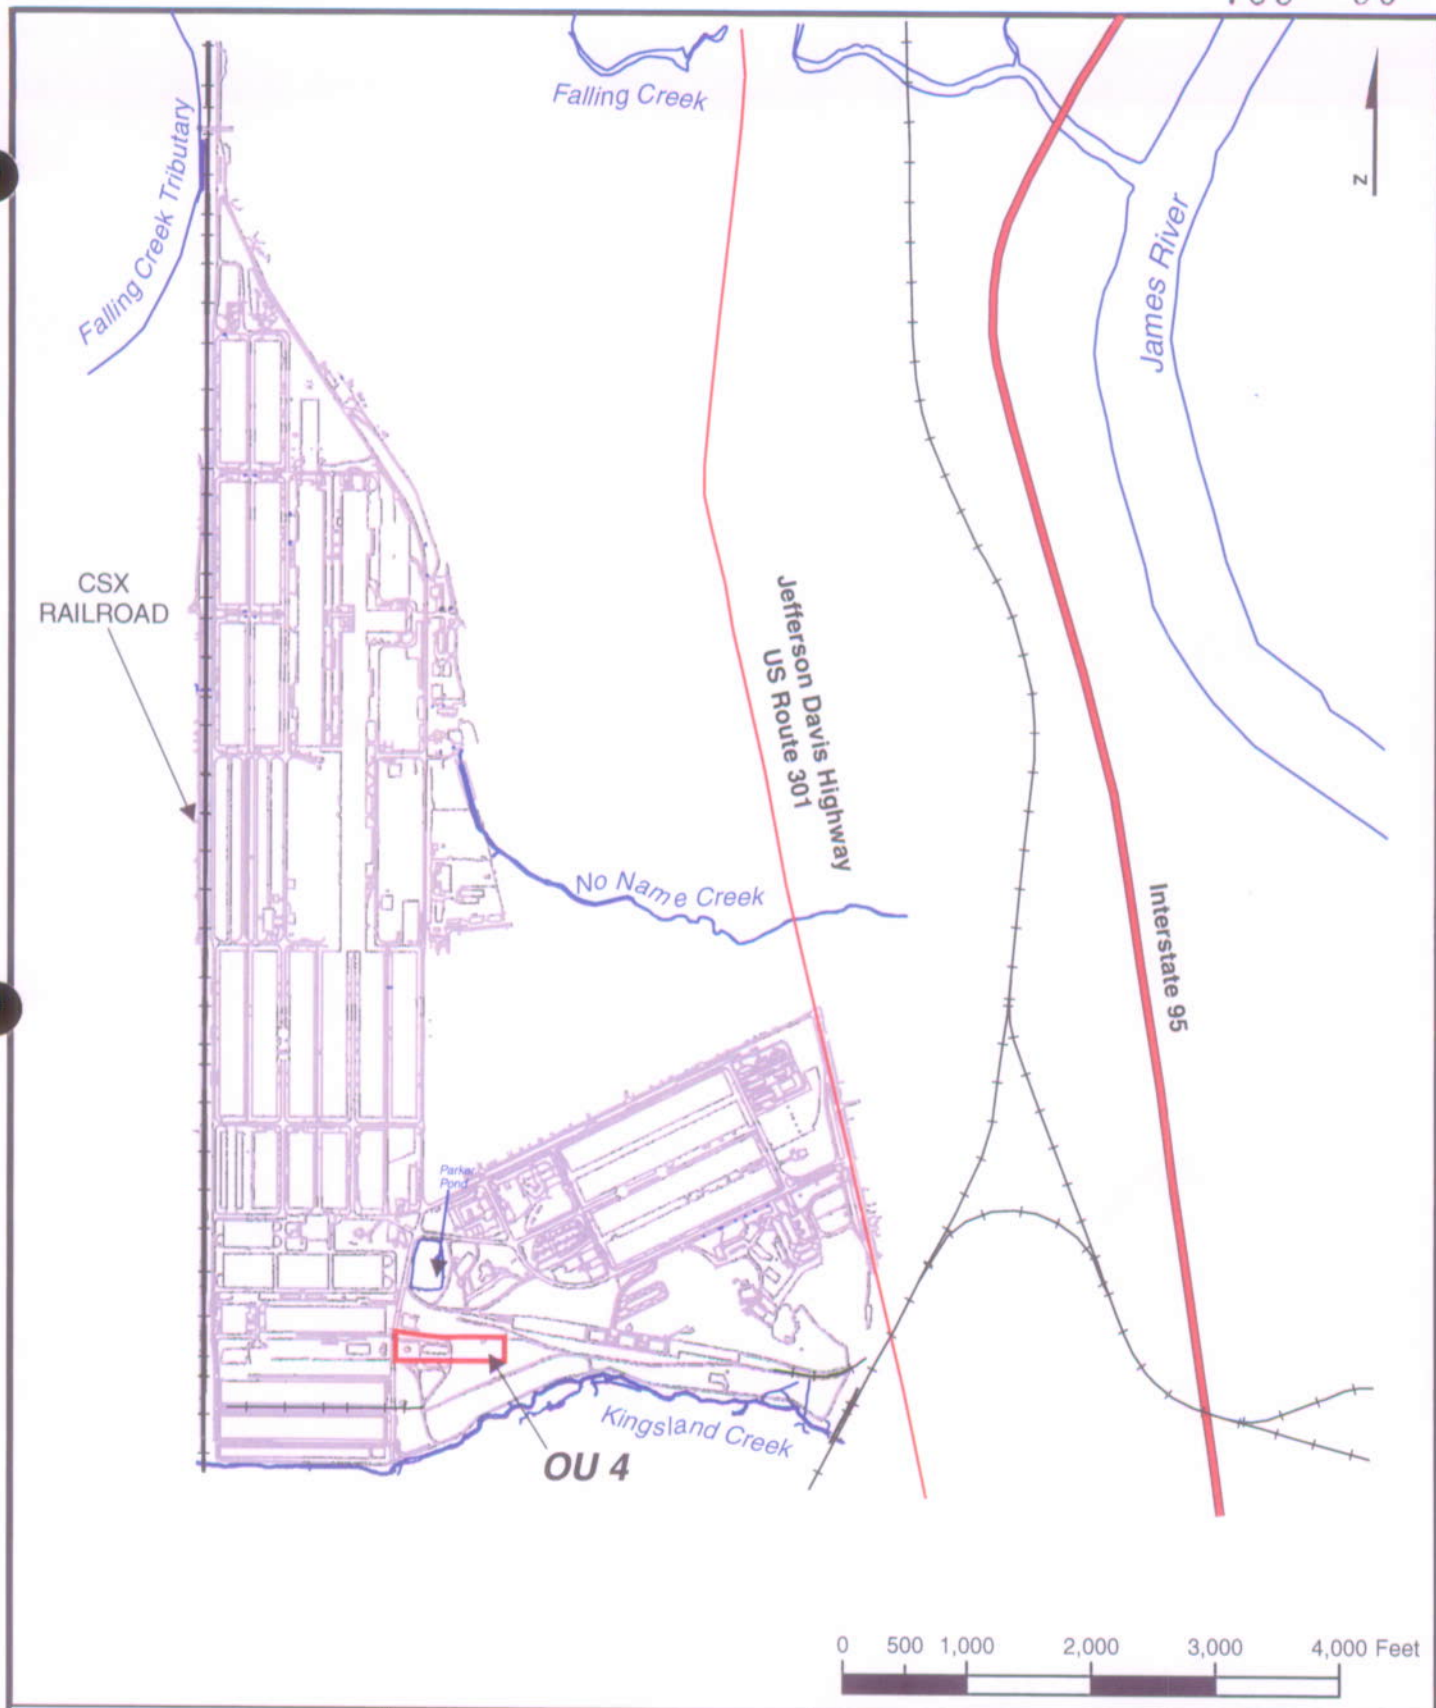 Falling Creek
Falling Creek Tributary
N
James River
CSX
RAILROAD
Jefferson Davis Highway
US Route 301
No Name Creek
Interstate 95
Parker
Pond
Kingsland Creek
OU 4
0 500 1,000 2,000 3,000 4,000 Feet